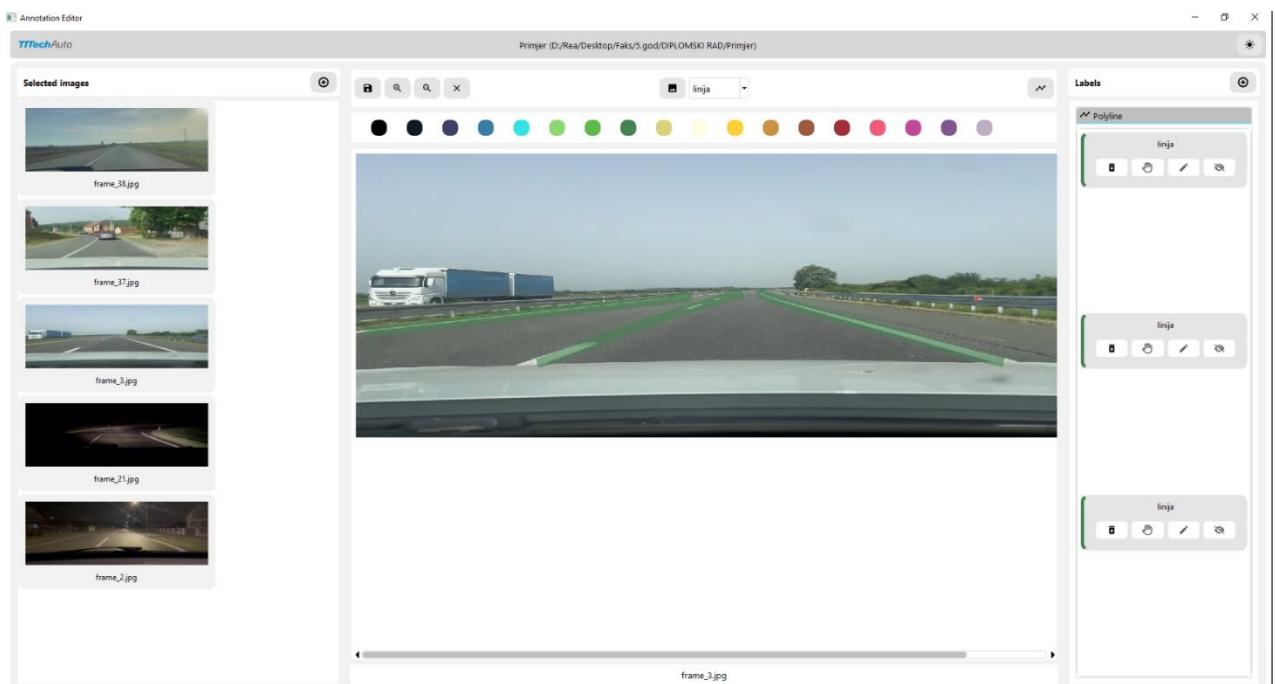 Annotation Editor
TTTechAuto
Primjer (D:/Rea/Desktop/Faks/5.god/DIPLOMSKI RAD/Primjer)
Selected images
frame_38.jpg
frame_37.jpg
frame_3.jpg
frame_21.jpg
frame_2.jpg
linija
frame_3.jpg
Labels
Polyline
linija
linija
linija